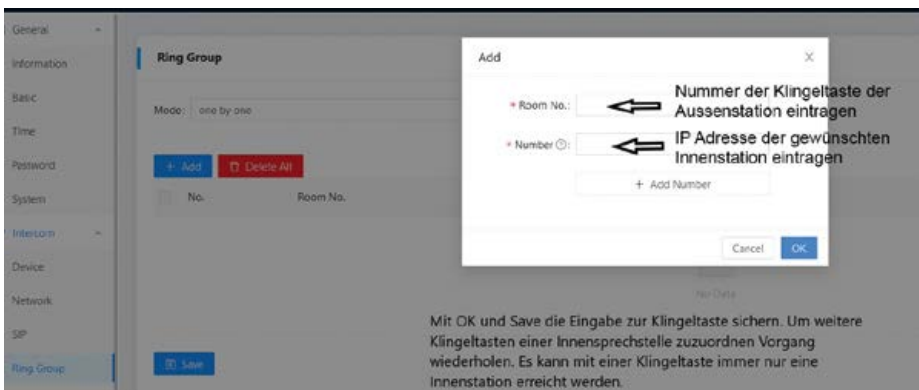 General
Information
Basic
Time
Password
System
Intercom
Device
Network
SIP
Ring Group
Ring Group
Mode: one by one
+ Add
Delete All
No. Room No.
No Data
Save
Add X
* Room No.:
Nummer der Klingeltaste der
Aussenstation eintragen
* Number ?:
IP Adresse der gewünschten
Innenstation eintragen
+ Add Number
Cancel OK
Mit OK und Save die Eingabe zur Klingeltaste sichern. Um weitere
Klingeltasten einer Innensprechstelle zuzuordnen Vorgang
wiederholen. Es kann mit einer Klingeltaste immer nur eine
Innenstation erreicht werden.